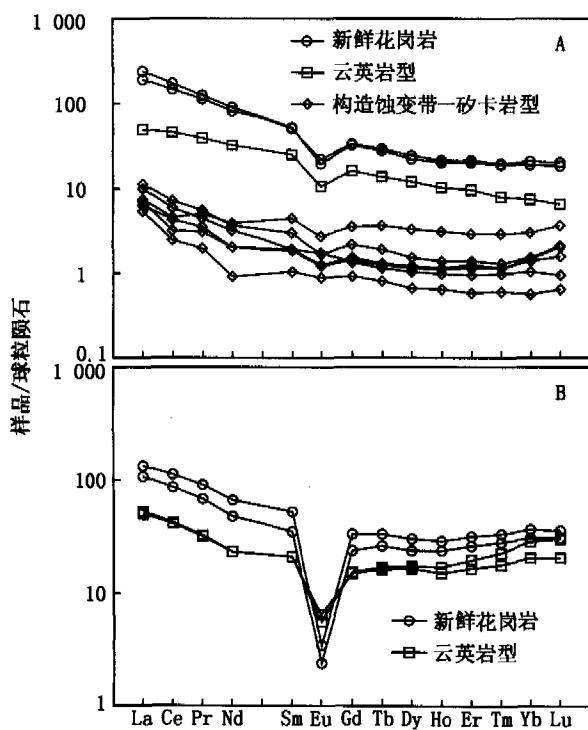 1 000
A
新鲜花岗岩
云英岩型
构造蚀变带一矽卡岩型
100
10
1
0.1
样品/球粒陨石
1 000
B
100
10
1
新鲜花岗岩
云英岩型
La Ce Pr Nd Sm Eu Gd Tb Dy Ho Er Tm Yb Lu